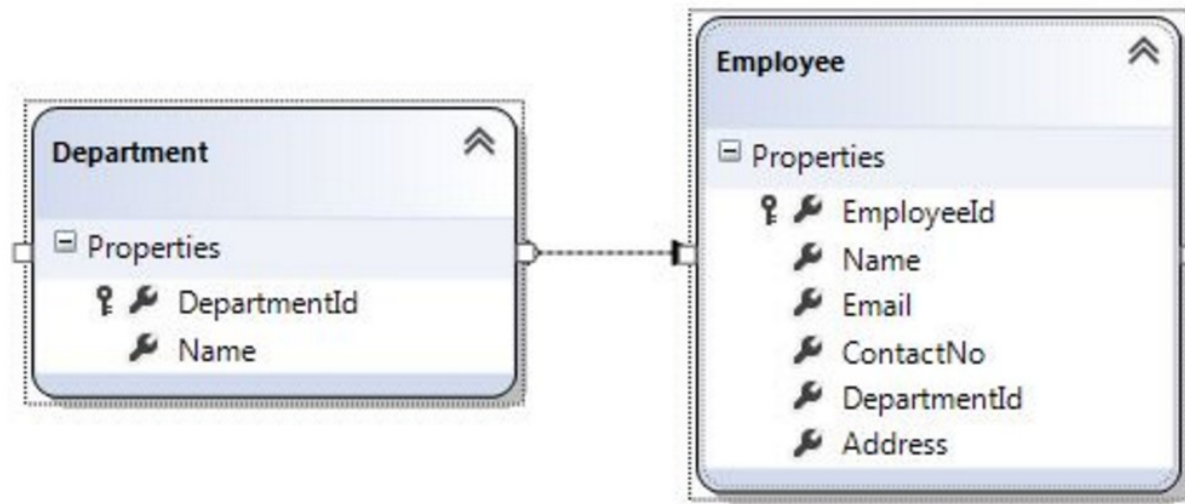 Department
Properties
DepartmentId
Name
Employee
Properties
EmployeeId
Name
Email
ContactNo
DepartmentId
Address